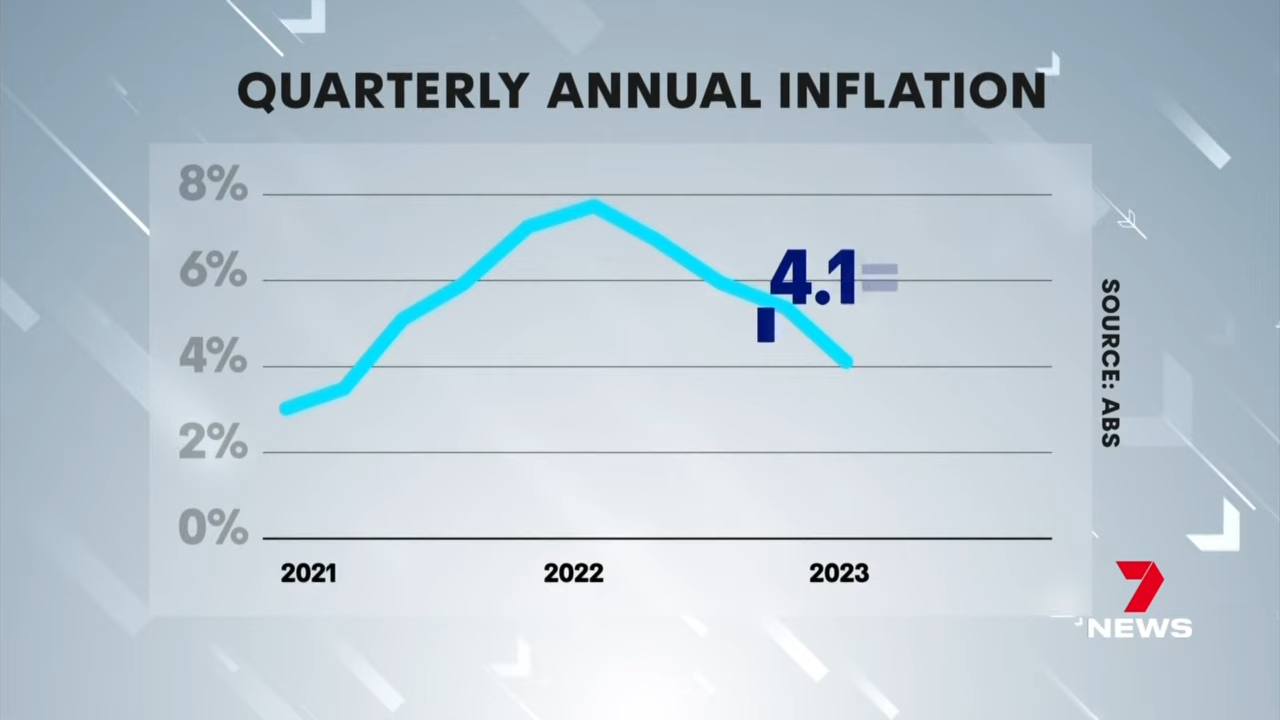 QUARTERLY ANNUAL INFLATION
8%
6%
4.1
4%
2%
0%
2021 2022 2023
SOURCE: ABS
7
NEWS